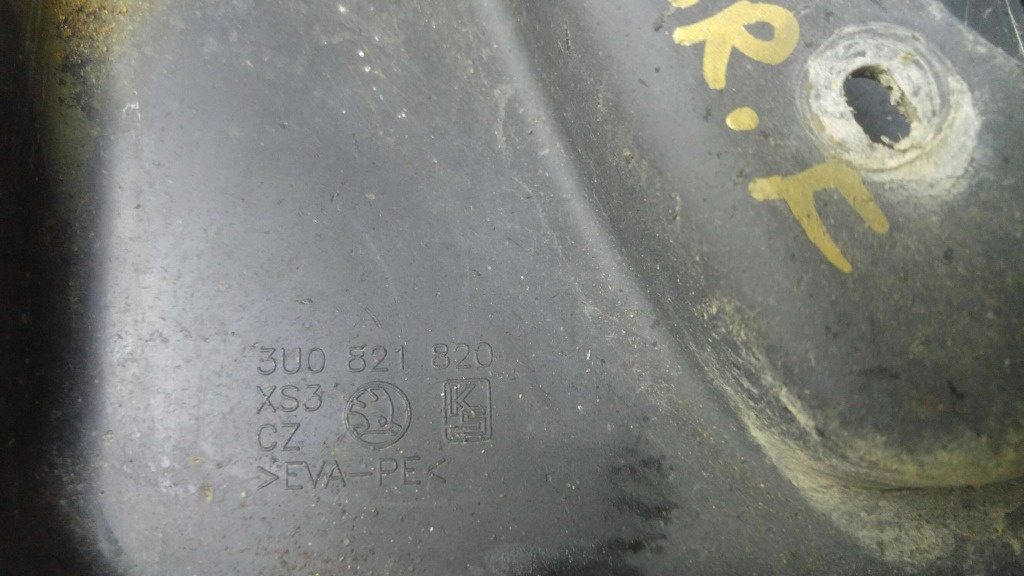 R.F
3U0 821 820
XS3
CZ
>EVA-PE<